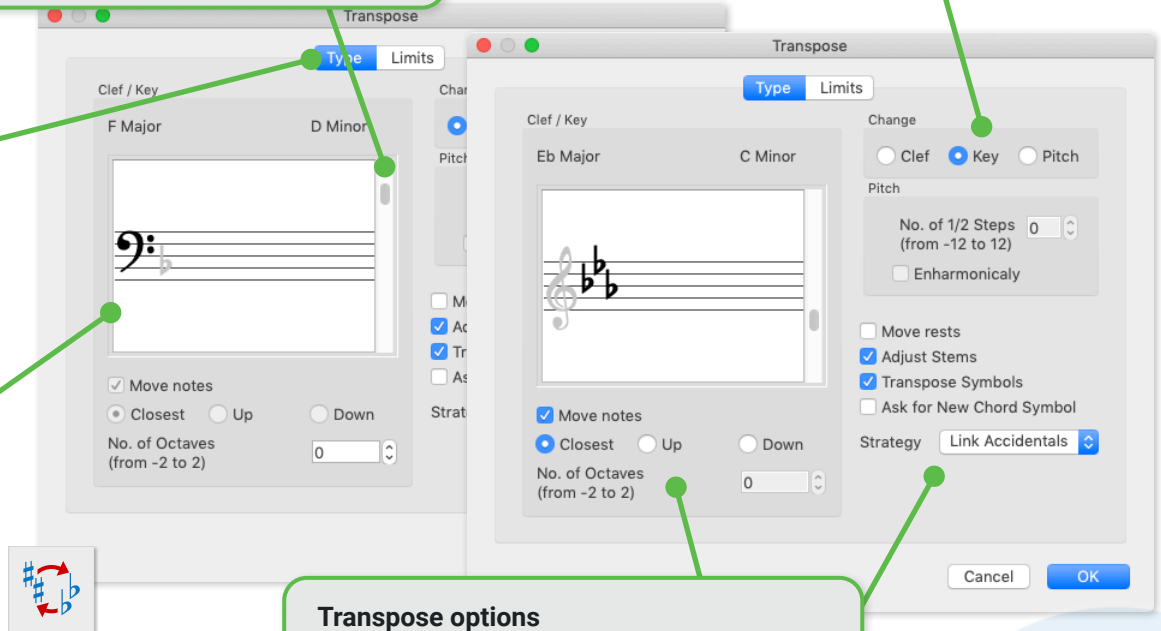 Transpose
Type Limits
Clef / Key
F Major D Minor
Move notes
Closest Up Down
No. of Octaves
(from -2 to 2)
0
Strat
Pitch
Transpose
Type Limits
Clef / Key
Eb Major C Minor
Move notes
Closest Up Down
No. of Octaves
(from -2 to 2)
0
Change
Clef Key Pitch
Pitch
No. of 1/2 Steps
(from -12 to 12)
0
Enharmonicaly
Move rests
Adjust Stems
Transpose Symbols
Ask for New Chord Symbol
Strategy Link Accidentals
Cancel OK
Transpose options